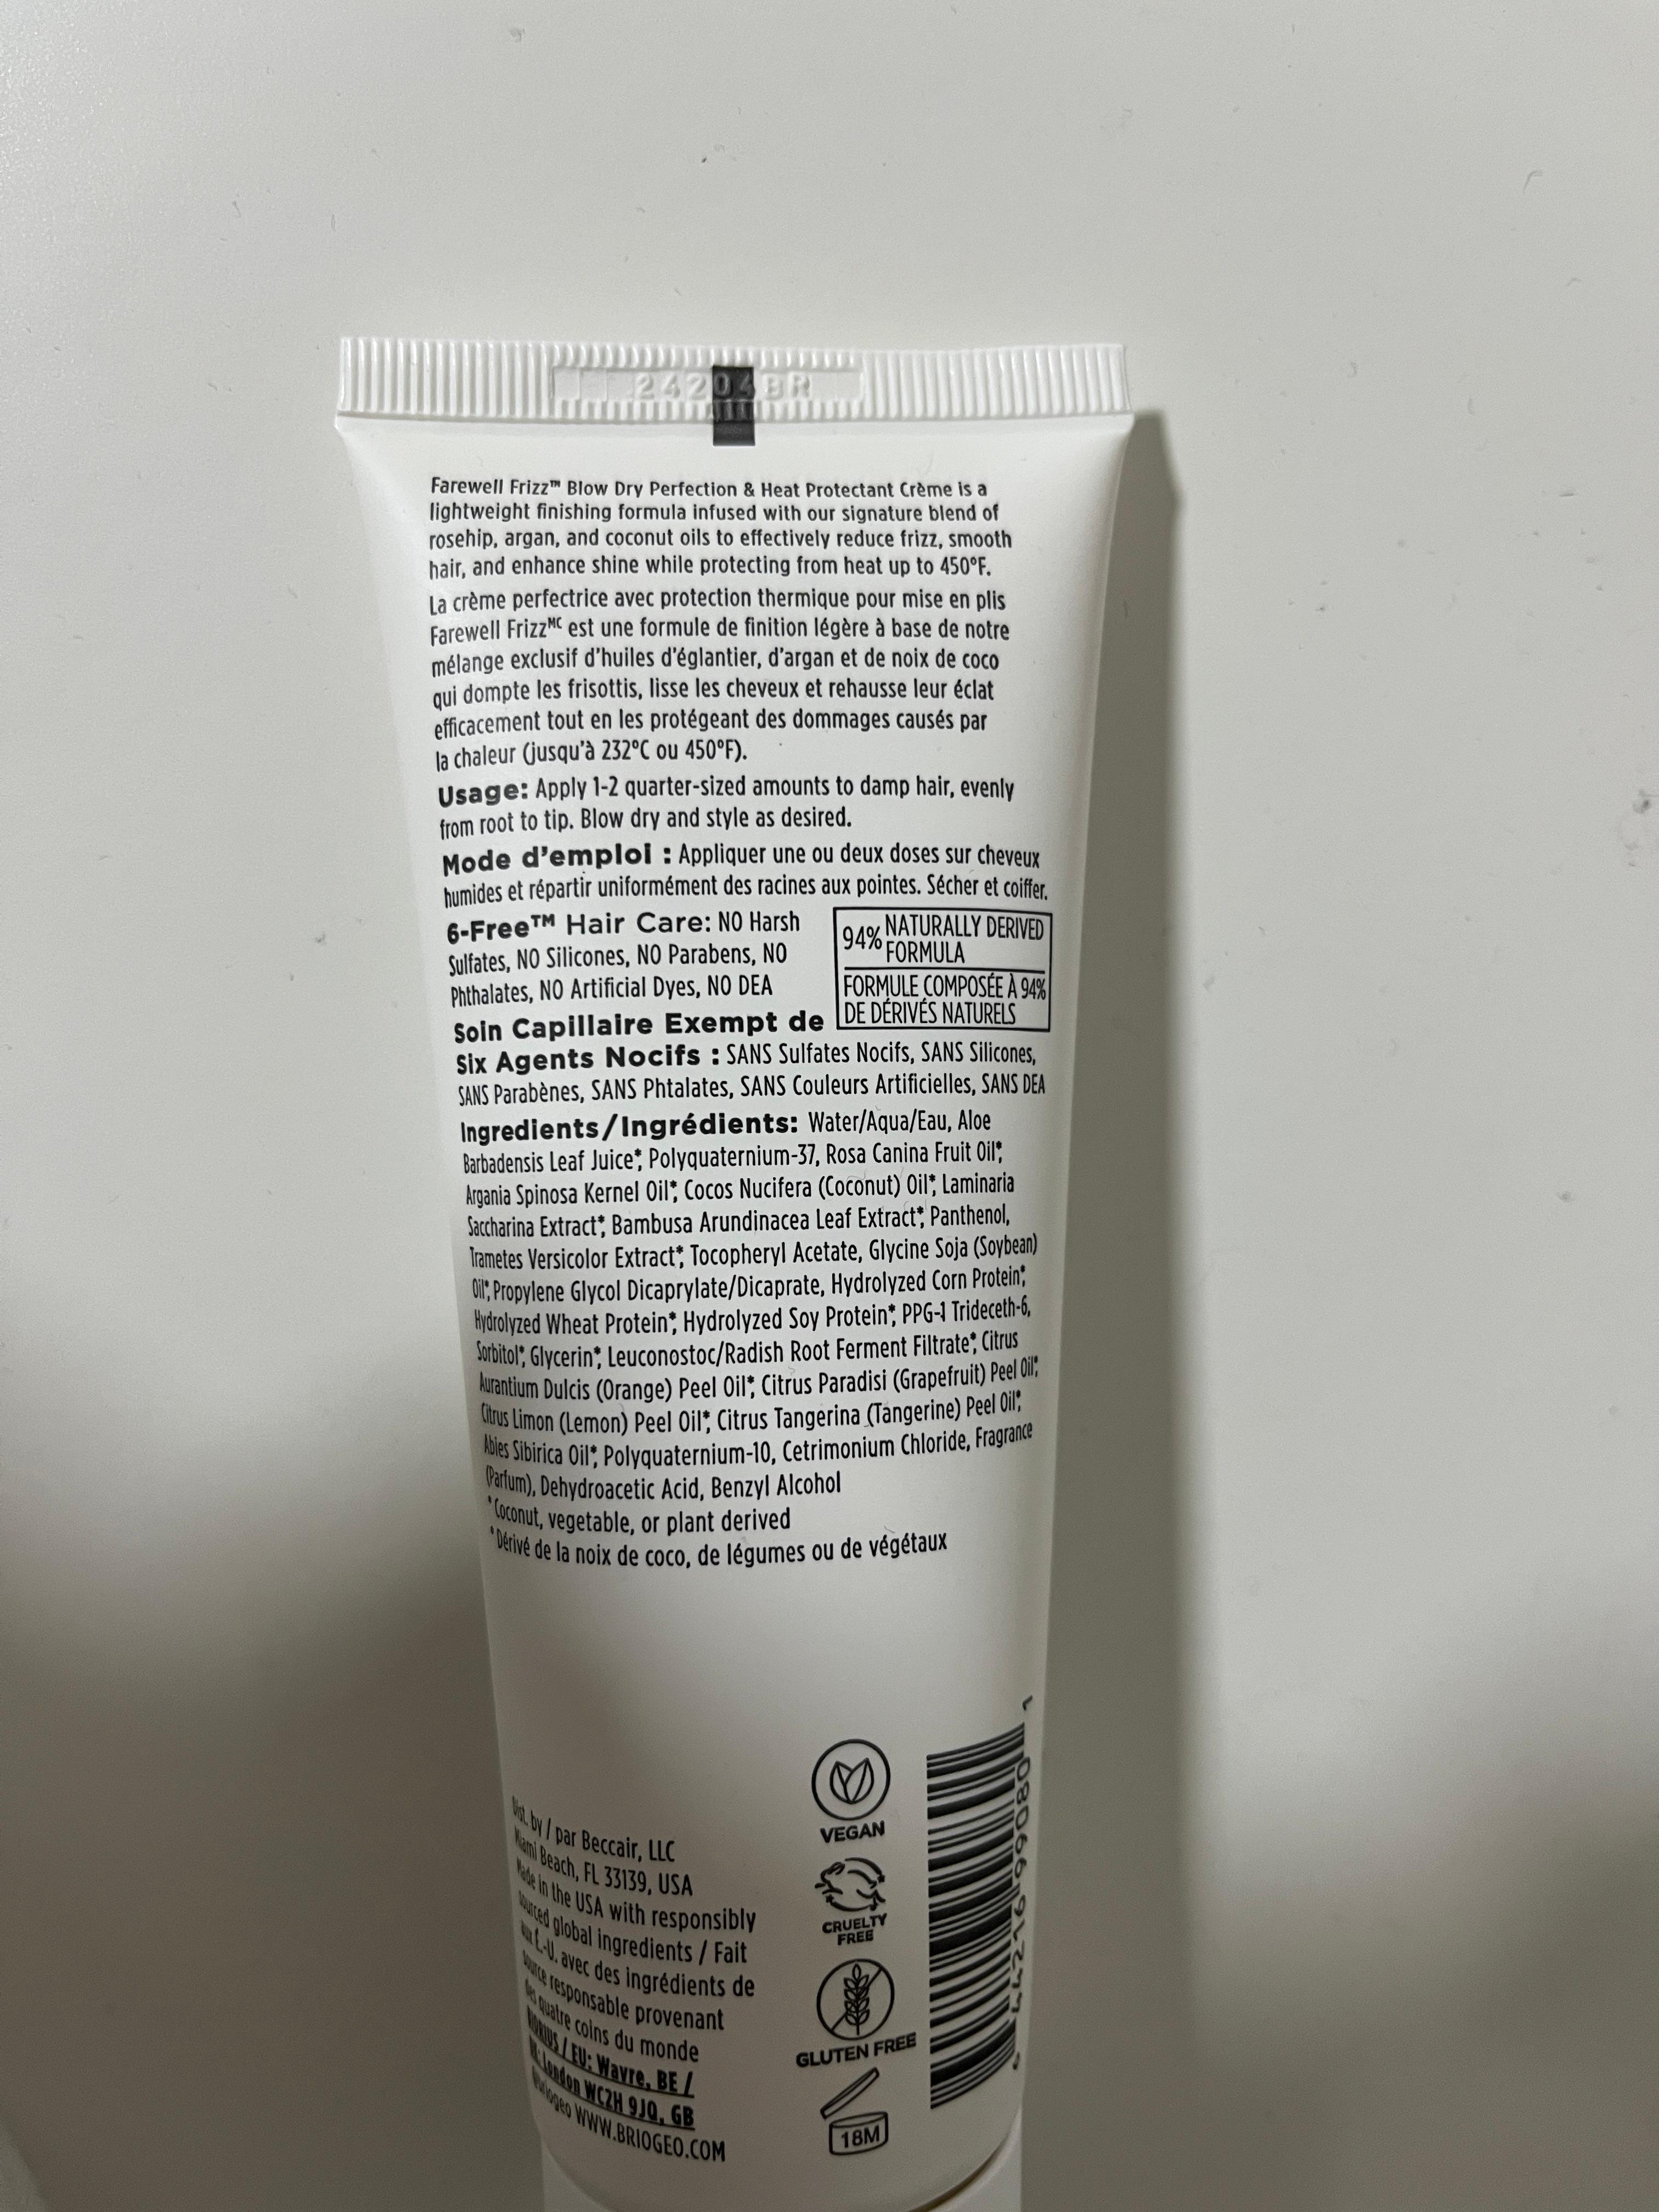 24204BR
Farewell Frizz™ Blow Dry Perfection & Heat Protectant Crème is a
lightweight finishing formula infused with our signature blend of
rosehip, argan, and coconut oils to effectively reduce frizz, smooth
hair, and enhance shine while protecting from heat up to 450°F.
La crème perfectrice avec protection thermique pour mise en plis
Farewell Frizzᴹᶜ est une formule de finition légère à base de notre
mélange exclusif d'huiles d'églantier, d'argan et de noix de coco
qui dompte les frisottis, lisse les cheveux et rehausse leur éclat
efficacement tout en les protégeant des dommages causés par
la chaleur (jusqu'à 232°C ou 450°F).
Usage: Apply 1-2 quarter-sized amounts to damp hair, evenly
from root to tip. Blow dry and style as desired.
Mode d'emploi : Appliquer une ou deux doses sur cheveux
humides et répartir uniformément des racines aux pointes. Sécher et coiffer.
6-Free™ Hair Care: NO Harsh
Sulfates, NO Silicones, NO Parabens, NO
Phthalates, NO Artificial Dyes, NO DEA
94% NATURALLY DERIVED
FORMULA
FORMULE COMPOSÉE À 94%
DE DÉRIVÉS NATURELS
Soin Capillaire Exempt de
Six Agents Nocifs : SANS Sulfates Nocifs, SANS Silicones,
SANS Parabènes, SANS Phtalates, SANS Couleurs Artificielles, SANS DEA
Ingredients/Ingrédients: Water/Aqua/Eau, Aloe
Barbadensis Leaf Juice*, Polyquaternium-37, Rosa Canina Fruit Oil*,
Argania Spinosa Kernel Oil*, Cocos Nucifera (Coconut) Oil*, Laminaria
Saccharina Extract*, Bambusa Arundinacea Leaf Extract*, Panthenol,
Trametes Versicolor Extract*, Tocopheryl Acetate, Glycine Soja (Soybean)
Oil*, Propylene Glycol Dicaprylate/Dicaprate, Hydrolyzed Corn Protein*,
Hydrolyzed Wheat Protein*, Hydrolyzed Soy Protein*, PPG-1 Trideceth-6,
Sorbitol*, Glycerin*, Leuconostoc/Radish Root Ferment Filtrate*, Citrus
Aurantium Dulcis (Orange) Peel Oil*, Citrus Paradisi (Grapefruit) Peel Oil*,
Citrus Limon (Lemon) Peel Oil*, Citrus Tangerina (Tangerine) Peel Oil*,
Abies Sibirica Oil*, Polyquaternium-10, Cetrimonium Chloride, Fragrance
(Parfum), Dehydroacetic Acid, Benzyl Alcohol
*Coconut, vegetable, or plant derived
*Dérivé de la noix de coco, de légumes ou de végétaux
Dist. by / par Beccair, LLC
Miami Beach, FL 33139, USA
Made in the USA with responsibly
sourced global ingredients / Fait
aux É.-U. avec des ingrédients de
source responsable provenant
des quatre coins du monde
BIORIUS / EU: Wavre, BE /
London WC2H 9JQ, GB
WWW.BRIOGEO.COM
VEGAN
CRUELTY
FREE
GLUTEN FREE
18M
99080 1